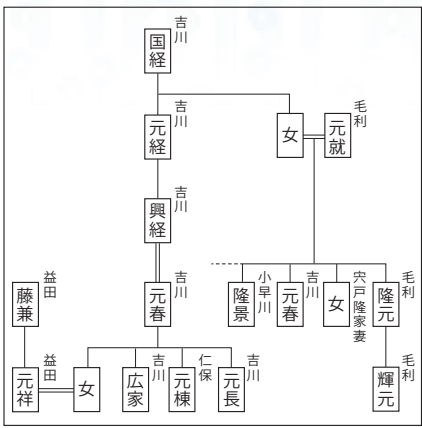 吉川
国経
吉川
元経
女
毛利
元就
吉川
興経
吉川
元春
小早川
隆景
吉川
元春
宍戸隆家妻
女
毛利
隆元
益田
藤兼
益田
元祥
女
吉川
広家
仁保
元棟
吉川
元長
毛利
輝元